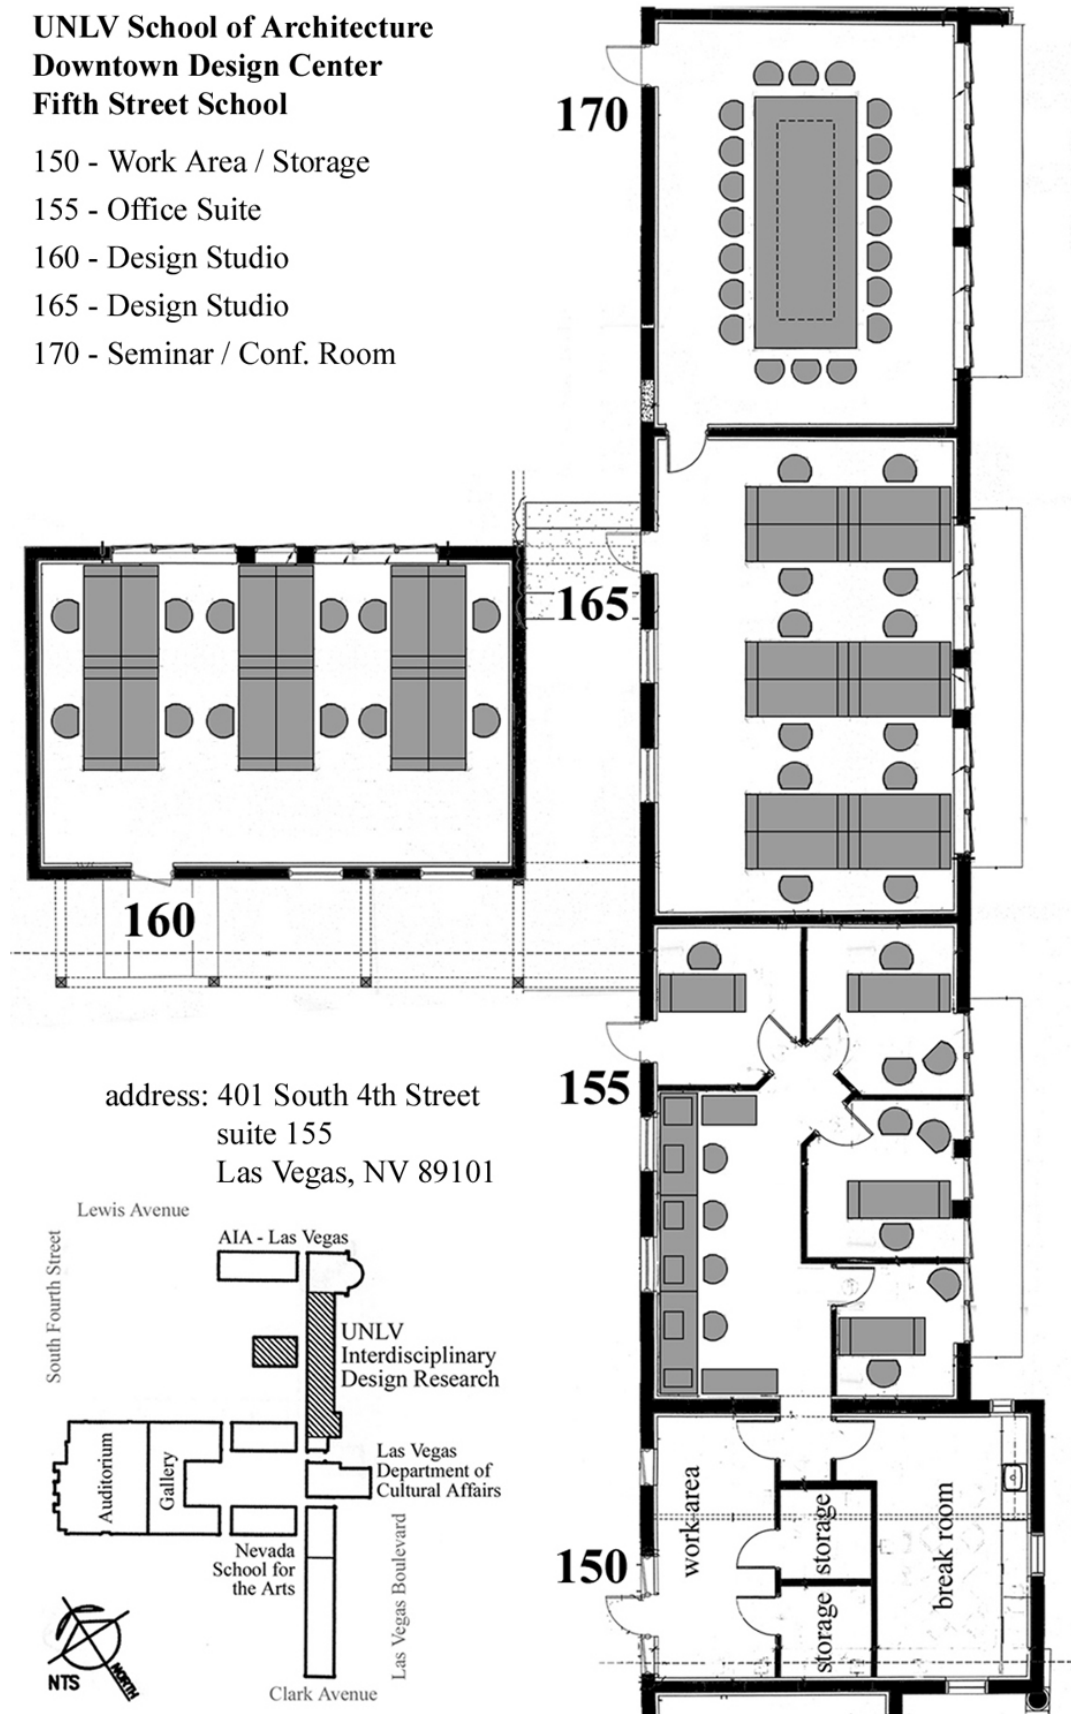 UNLV School of Architecture
Downtown Design Center
Fifth Street School
150 - Work Area / Storage
155 - Office Suite
160 - Design Studio
165 - Design Studio
170 - Seminar / Conf. Room
170
165
160
155
address: 401 South 4th Street
suite 155
Las Vegas, NV 89101
Lewis Avenue
South Fourth Street
AIA - Las Vegas
UNLV
Interdisciplinary
Design Research
Auditorium
Gallery
Las Vegas
Department of
Cultural Affairs
Nevada
School for
the Arts
Las Vegas Boulevard
Clark Avenue
NTS
NORTH
150
work area
storage
storage
break room